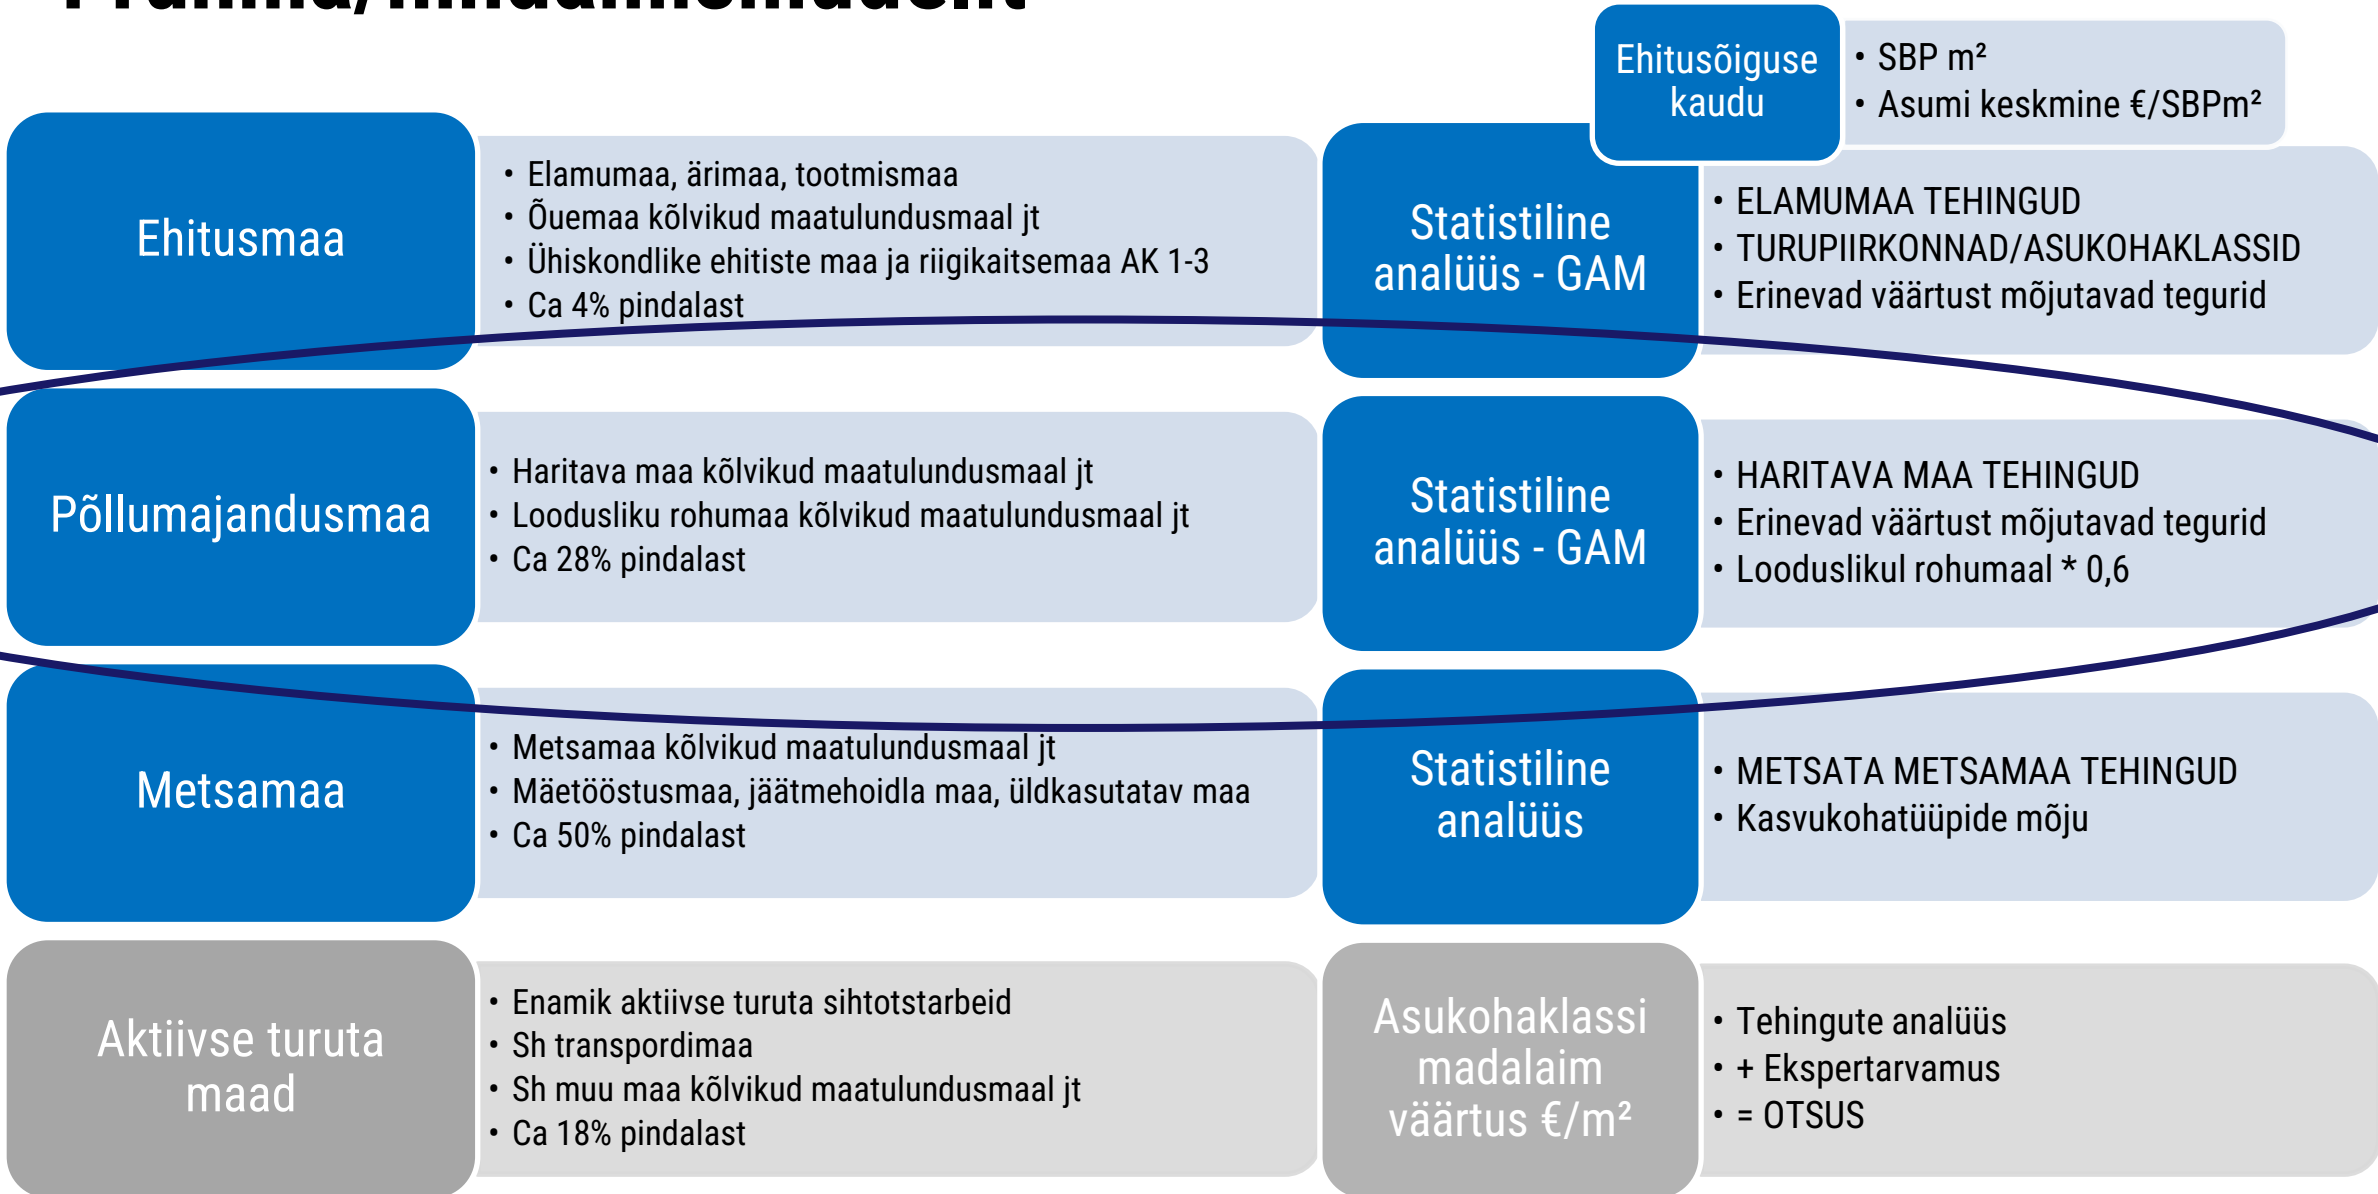 Ehitusõiguse
kaudu
• SBP m²
• Asumi keskmine €/SBPm²
Ehitusmaa
• Elamumaa, ärimaa, tootmismaa
• Õuemaa kõlvikud maatulundusmaal jt
• Ühiskondlike ehitiste maa ja riigikaitsemaa AK 1-3
• Ca 4% pindalast
Statistiline
analüüs - GAM
• ELAMUMAA TEHINGUD
• TURUPIIRKONNAD/ASUKOHAKLASSID
• Erinevad väärtust mõjutavad tegurid
Põllumajandusmaa
• Haritava maa kõlvikud maatulundusmaal jt
• Loodusliku rohumaa kõlvikud maatulundusmaal jt
• Ca 28% pindalast
Statistiline
analüüs - GAM
• HARITAVA MAA TEHINGUD
• Erinevad väärtust mõjutavad tegurid
• Looduslikul rohumaal * 0,6
Metsamaa
• Metsamaa kõlvikud maatulundusmaal jt
• Mäetööstusmaa, jäätmehoidla maa, üldkasutatav maa
• Ca 50% pindalast
Statistiline
analüüs
• METSATA METSAMAA TEHINGUD
• Kasvukohatüüpide mõju
Aktiivse turuta
maad
• Enamik aktiivse turuta sihtotstarbeid
• Sh transpordimaa
• Sh muu maa kõlvikud maatulundusmaal jt
• Ca 18% pindalast
Asukohaklassi
madalaim
väärtus €/m²
• Tehingute analüüs
• + Ekspertarvamus
• = OTSUS